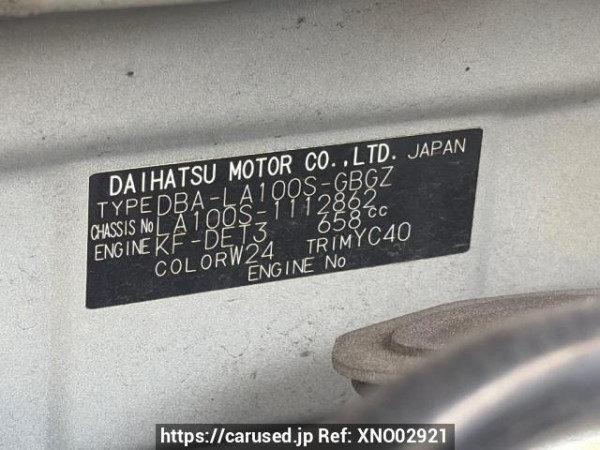 DAIHATSU MOTOR CO.,LTD. JAPAN
TYPE DBA-LA100S-GBGZ
CHASSIS No LA100S-1112862
ENGINE KF-DET3 658cc
COLOR W24 TRIM YC40
ENGINE No
https://carused.jp Ref: XNO02921